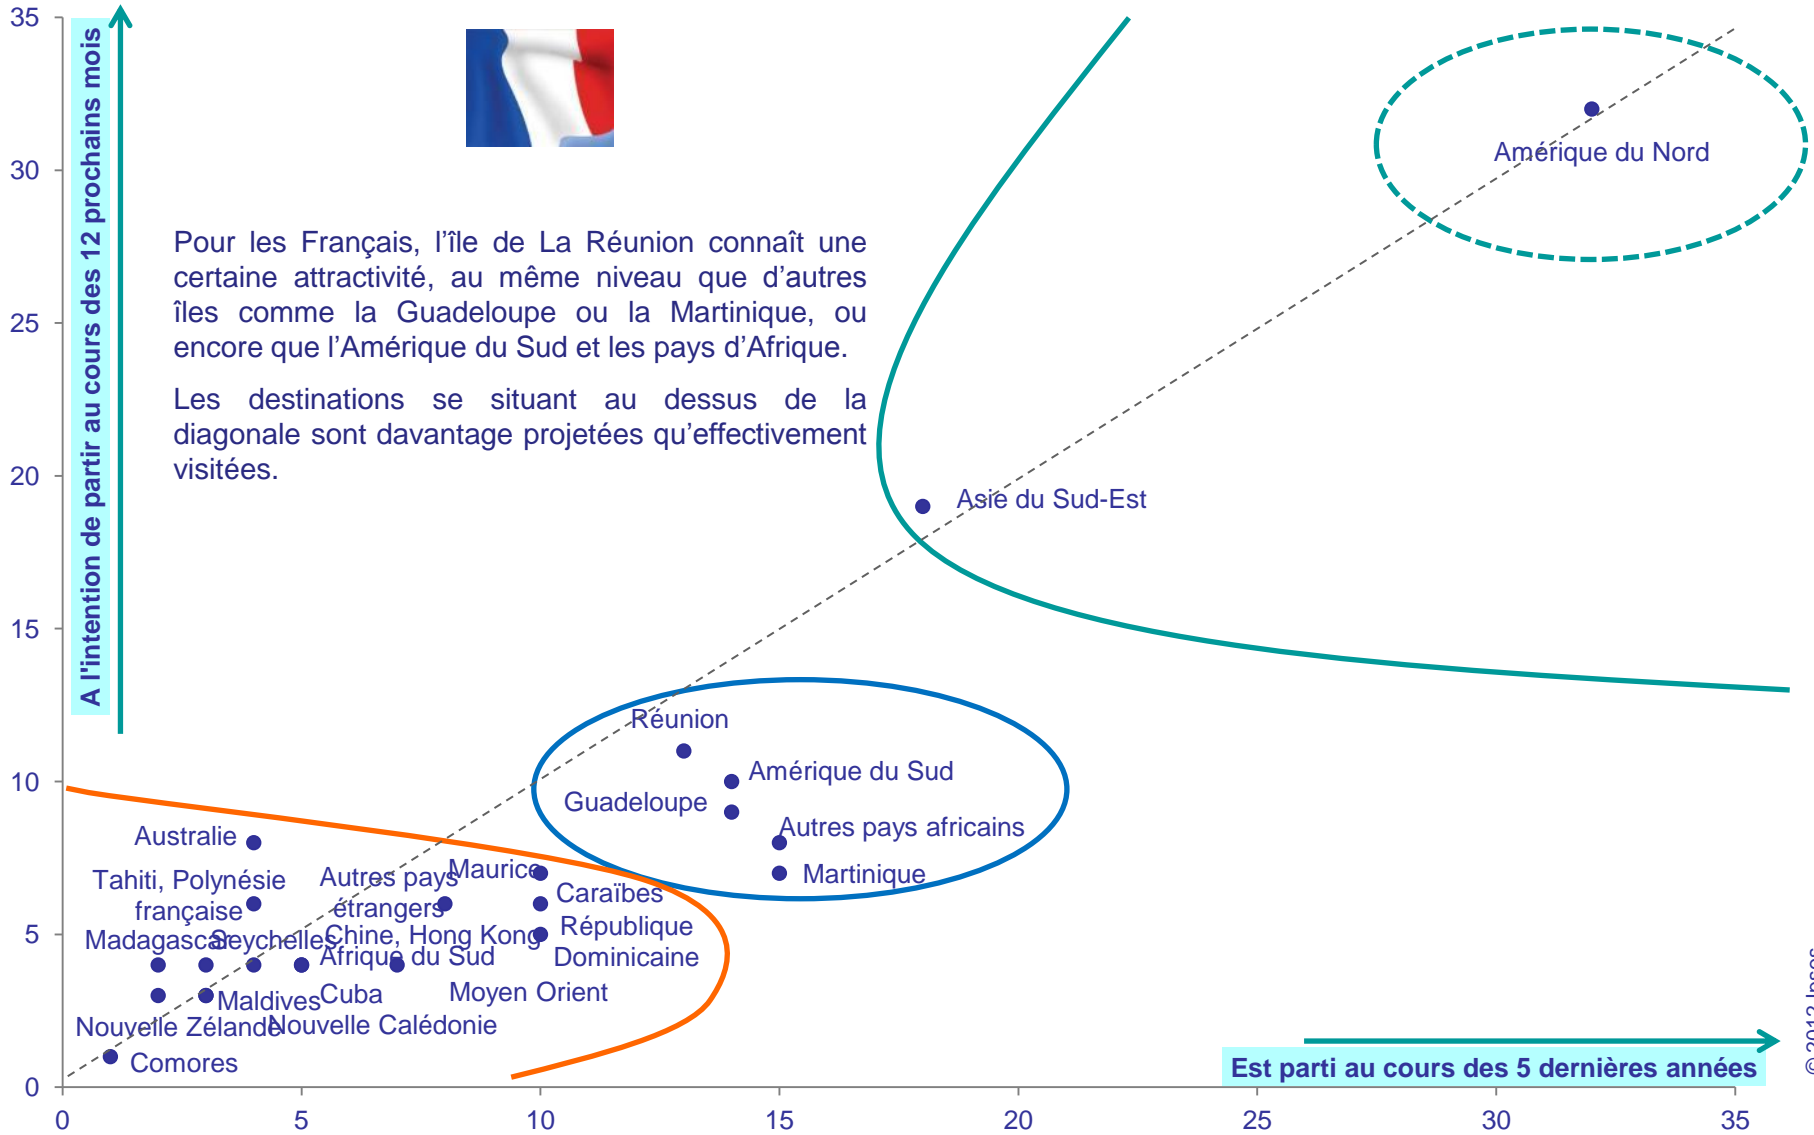 35
30
25
20
15
10
5
0
A l'intention de partir au cours des 12 prochains mois
Pour les Français, l’île de La Réunion connaît une
certaine attractivité, au même niveau que d’autres
îles comme la Guadeloupe ou la Martinique, ou
encore que l’Amérique du Sud et les pays d’Afrique.
Les destinations se situant au dessus de la
diagonale sont davantage projetées qu’effectivement
visitées.
Amérique du Nord
Asie du Sud-Est
Réunion
Amérique du Sud
Guadeloupe
Autres pays africains
Martinique
Australie
Tahiti, Polynésie
française
Autres pays
étrangers
Maurice
Caraïbes
République
Dominicaine
Madagascar
Seychelles
Chine, Hong Kong
Afrique du Sud
Maldives
Cuba
Moyen Orient
Nouvelle Zélande
Nouvelle Calédonie
Comores
Est parti au cours des 5 dernières années
© 2012 Ipsos
0 5 10 15 20 25 30 35